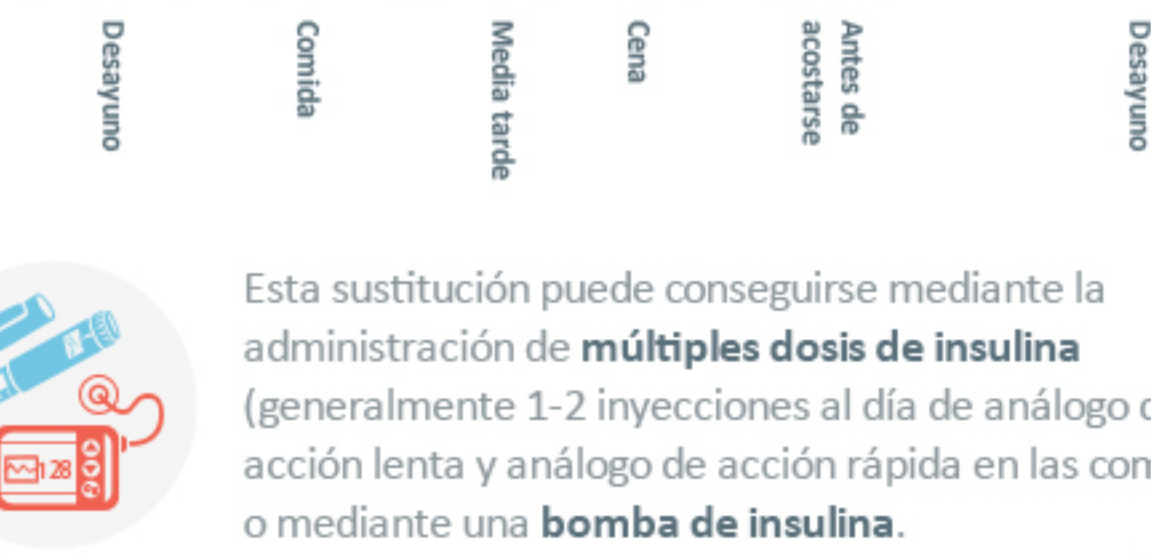 Desayuno
Comida
Media tarde
Cena
Antes de
acostarse
Desayuno
Esta sustitución puede conseguirse mediante la
administración de múltiples dosis de insulina
(generalmente 1-2 inyecciones al día de análogo
acción lenta y análogo de acción rápida en las
o mediante una bomba de insulina.
128